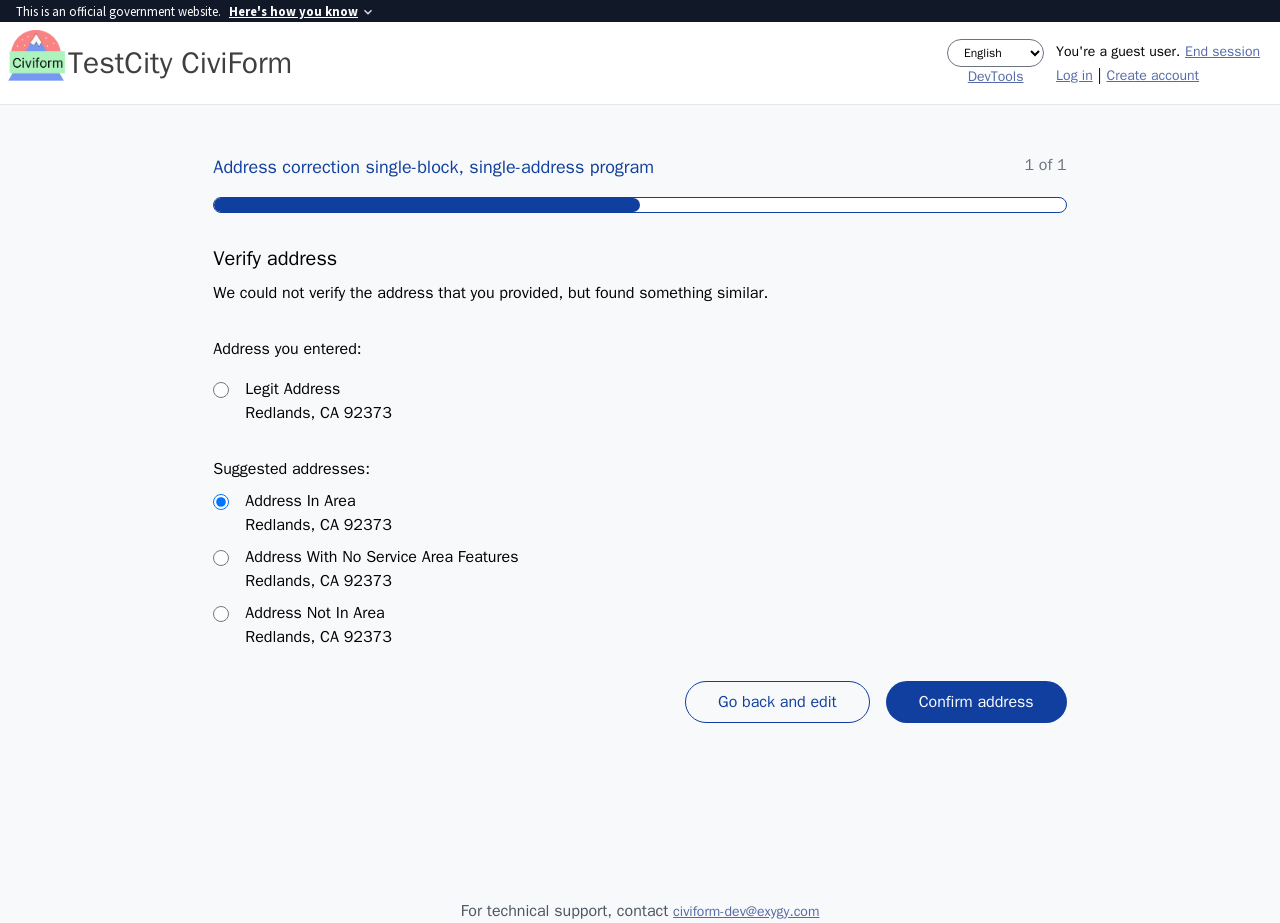 This is an official government website. Here's how you know
Civiform
TestCity CiviForm
English
You're a guest user. End session
DevTools
Log in | Create account
Address correction single-block, single-address program
1 of 1
Verify address
We could not verify the address that you provided, but found something similar.
Address you entered:
Legit Address
Redlands, CA 92373
Suggested addresses:
Address In Area
Redlands, CA 92373
Address With No Service Area Features
Redlands, CA 92373
Address Not In Area
Redlands, CA 92373
Go back and edit
Confirm address
For technical support, contact civiform-dev@exygy.com